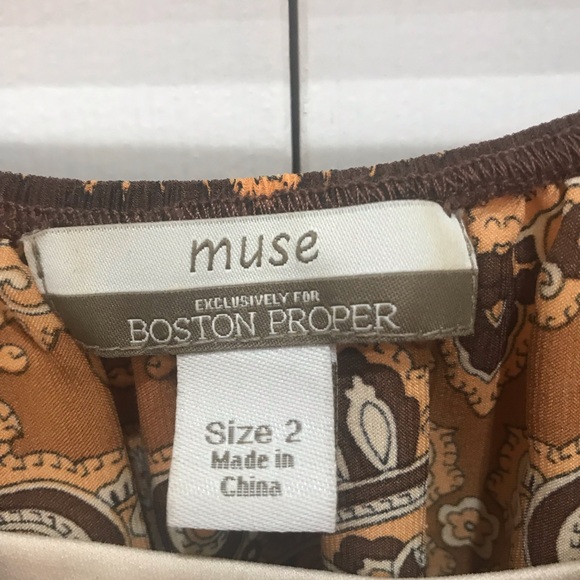 muse
EXCLUSIVELY FOR
BOSTON PROPER
Size 2
Made in
China